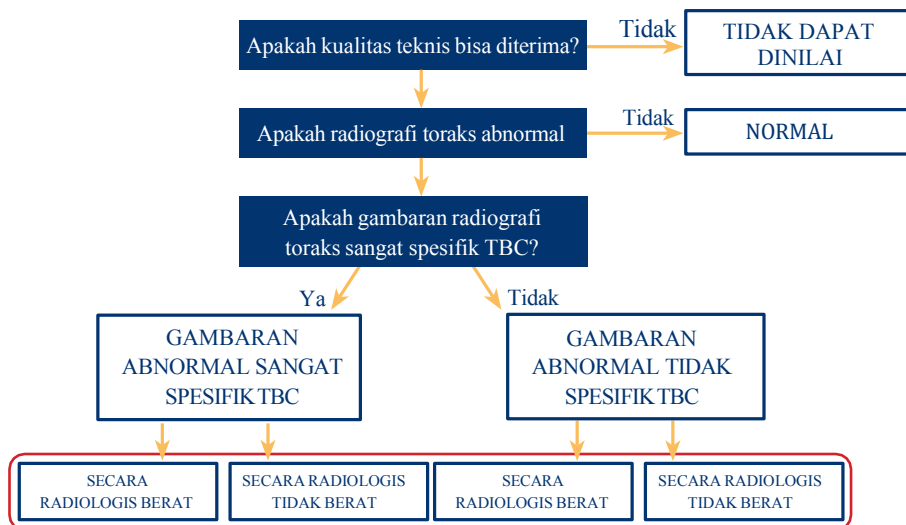 Apakah kualitas teknis bisa diterima?
Tidak
TIDAK DAPAT
DINILAI
Apakah radiografi toraks abnormal
Tidak
NORMAL
Apakah gambaran radiografi
toraks sangat spesifik TBC?
Ya
Tidak
GAMBARAN
ABNORMAL SANGAT
SPESIFIK TBC
GAMBARAN
ABNORMAL TIDAK
SPESIFIK TBC
SECARA
RADIOLOGIS BERAT
SECARA RADIOLOGIS
TIDAK BERAT
SECARA
RADIOLOGIS BERAT
SECARA RADIOLOGIS
TIDAK BERAT